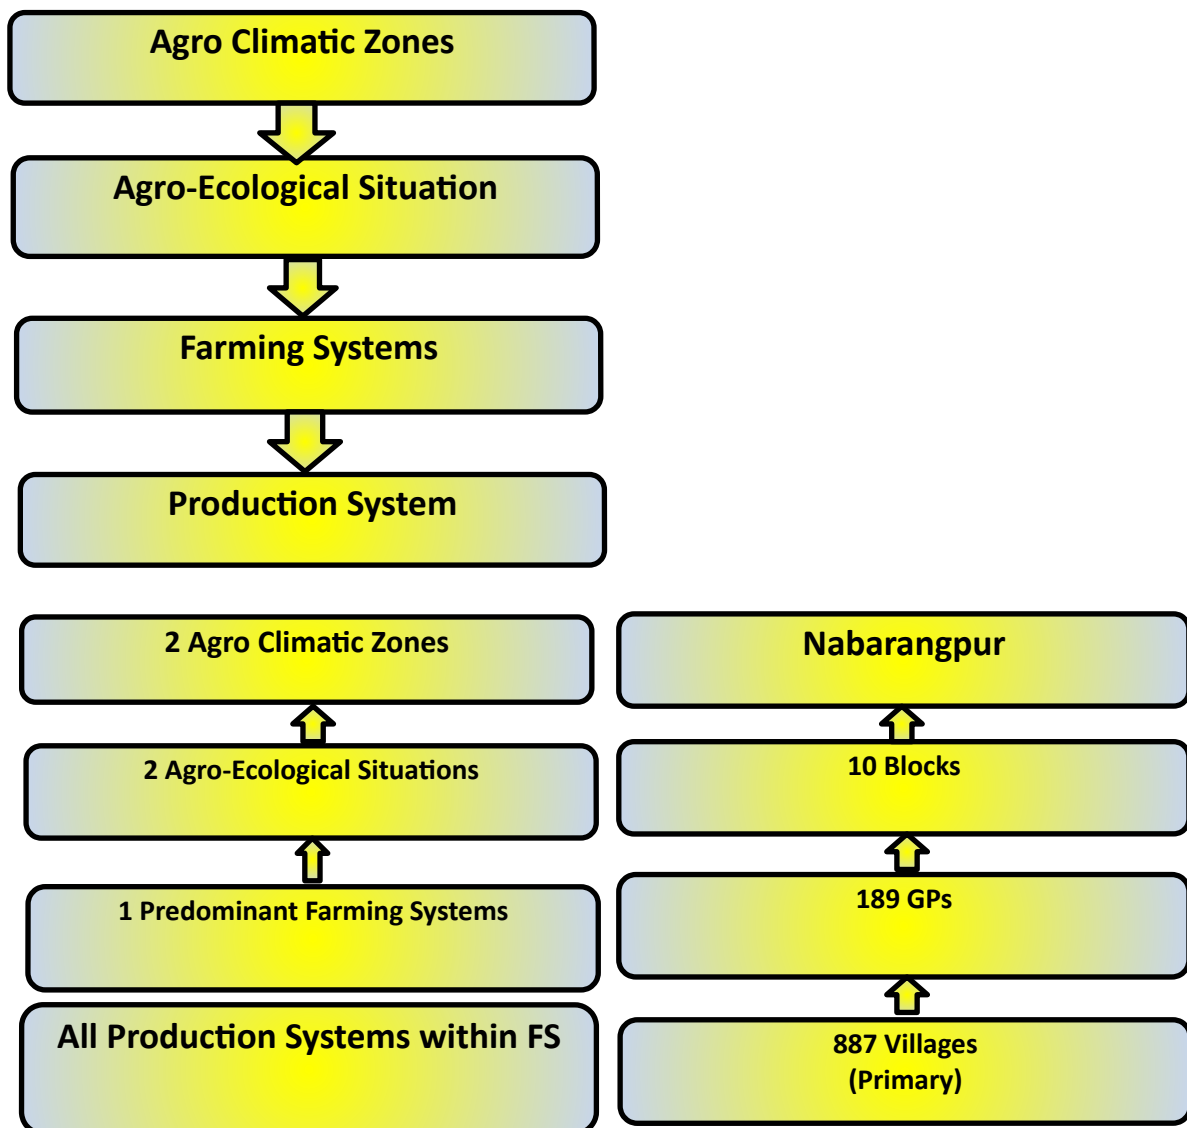 Agro Climatic Zones
Agro-Ecological Situation
Farming Systems
Production System
2 Agro Climatic Zones
2 Agro-Ecological Situations
1 Predominant Farming Systems
All Production Systems within FS
Nabarangpur
10 Blocks
189 GPs
887 Villages
(Primary)